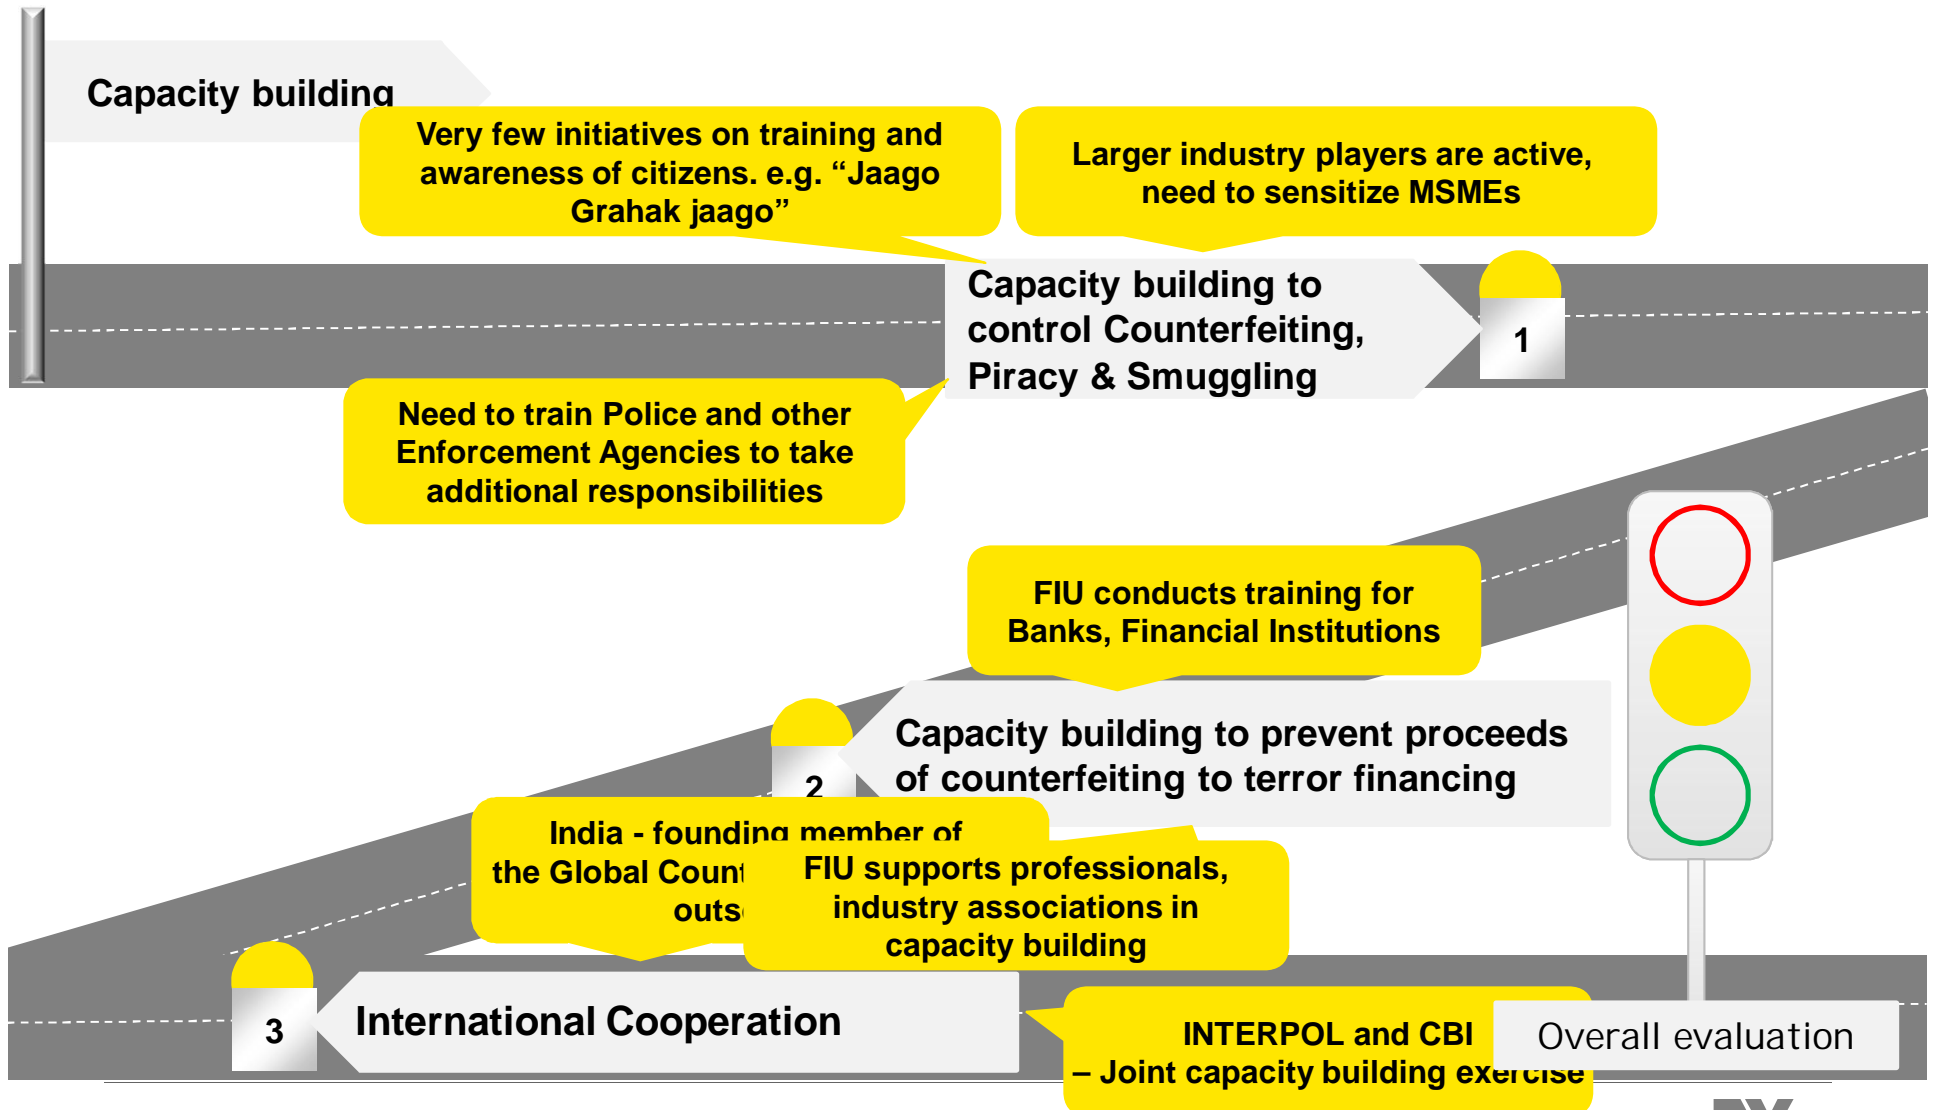 Capacity building
Very few initiatives on training and
awareness of citizens. e.g. “Jaago
Grahak jaago”
Larger industry players are active,
need to sensitize MSMEs
Capacity building to
control Counterfeiting,
Piracy & Smuggling
1
Need to train Police and other
Enforcement Agencies to take
additional responsibilities
FIU conducts training for
Banks, Financial Institutions
2
Capacity building to prevent proceeds
of counterfeiting to terror financing
India - founding member of
the Global
FIU supports professionals,
industry associations in
capacity building
3
International Cooperation
INTERPOL and CBI
– Joint capacity building exercise
Overall evaluation